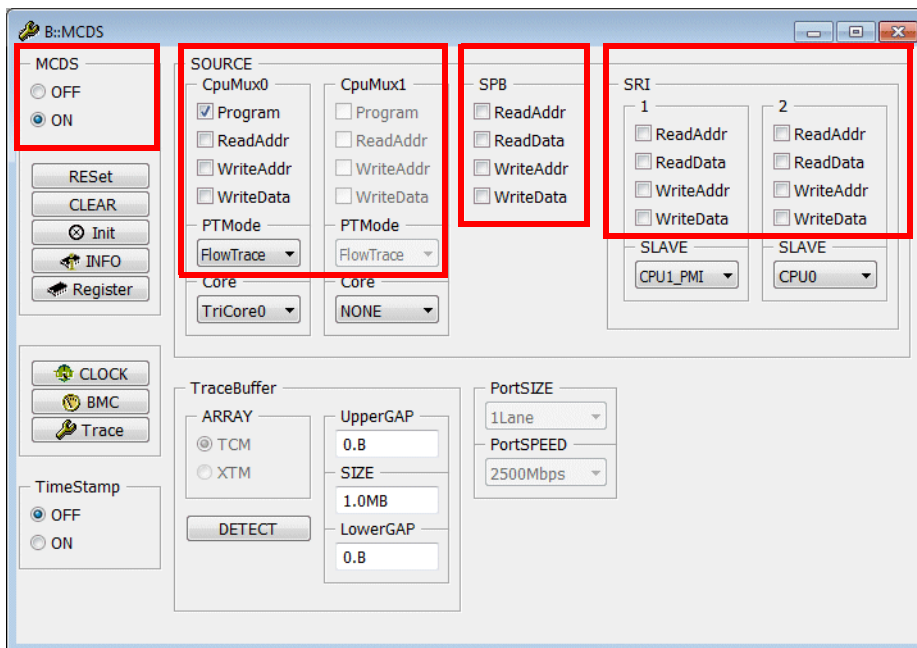 B::MCDS
MCDS
OFF
ON
RESet
CLEAR
Init
INFO
Register
CLOCK
BMC
Trace
TimeStamp
OFF
ON
SOURCE
CpuMux0
Program
ReadAddr
WriteAddr
WriteData
PTMode
FlowTrace
Core
TriCore0
CpuMux1
Program
ReadAddr
WriteAddr
WriteData
PTMode
FlowTrace
Core
NONE
SPB
ReadAddr
ReadData
WriteAddr
WriteData
SRI
1
ReadAddr
ReadData
WriteAddr
WriteData
SLAVE
CPU1_PMI
2
ReadAddr
ReadData
WriteAddr
WriteData
SLAVE
CPU0
TraceBuffer
ARRAY
TCM
XTM
DETECT
UpperGAP
0.B
SIZE
1.0MB
LowerGAP
0.B
PortSIZE
1Lane
PortSPEED
2500Mbps